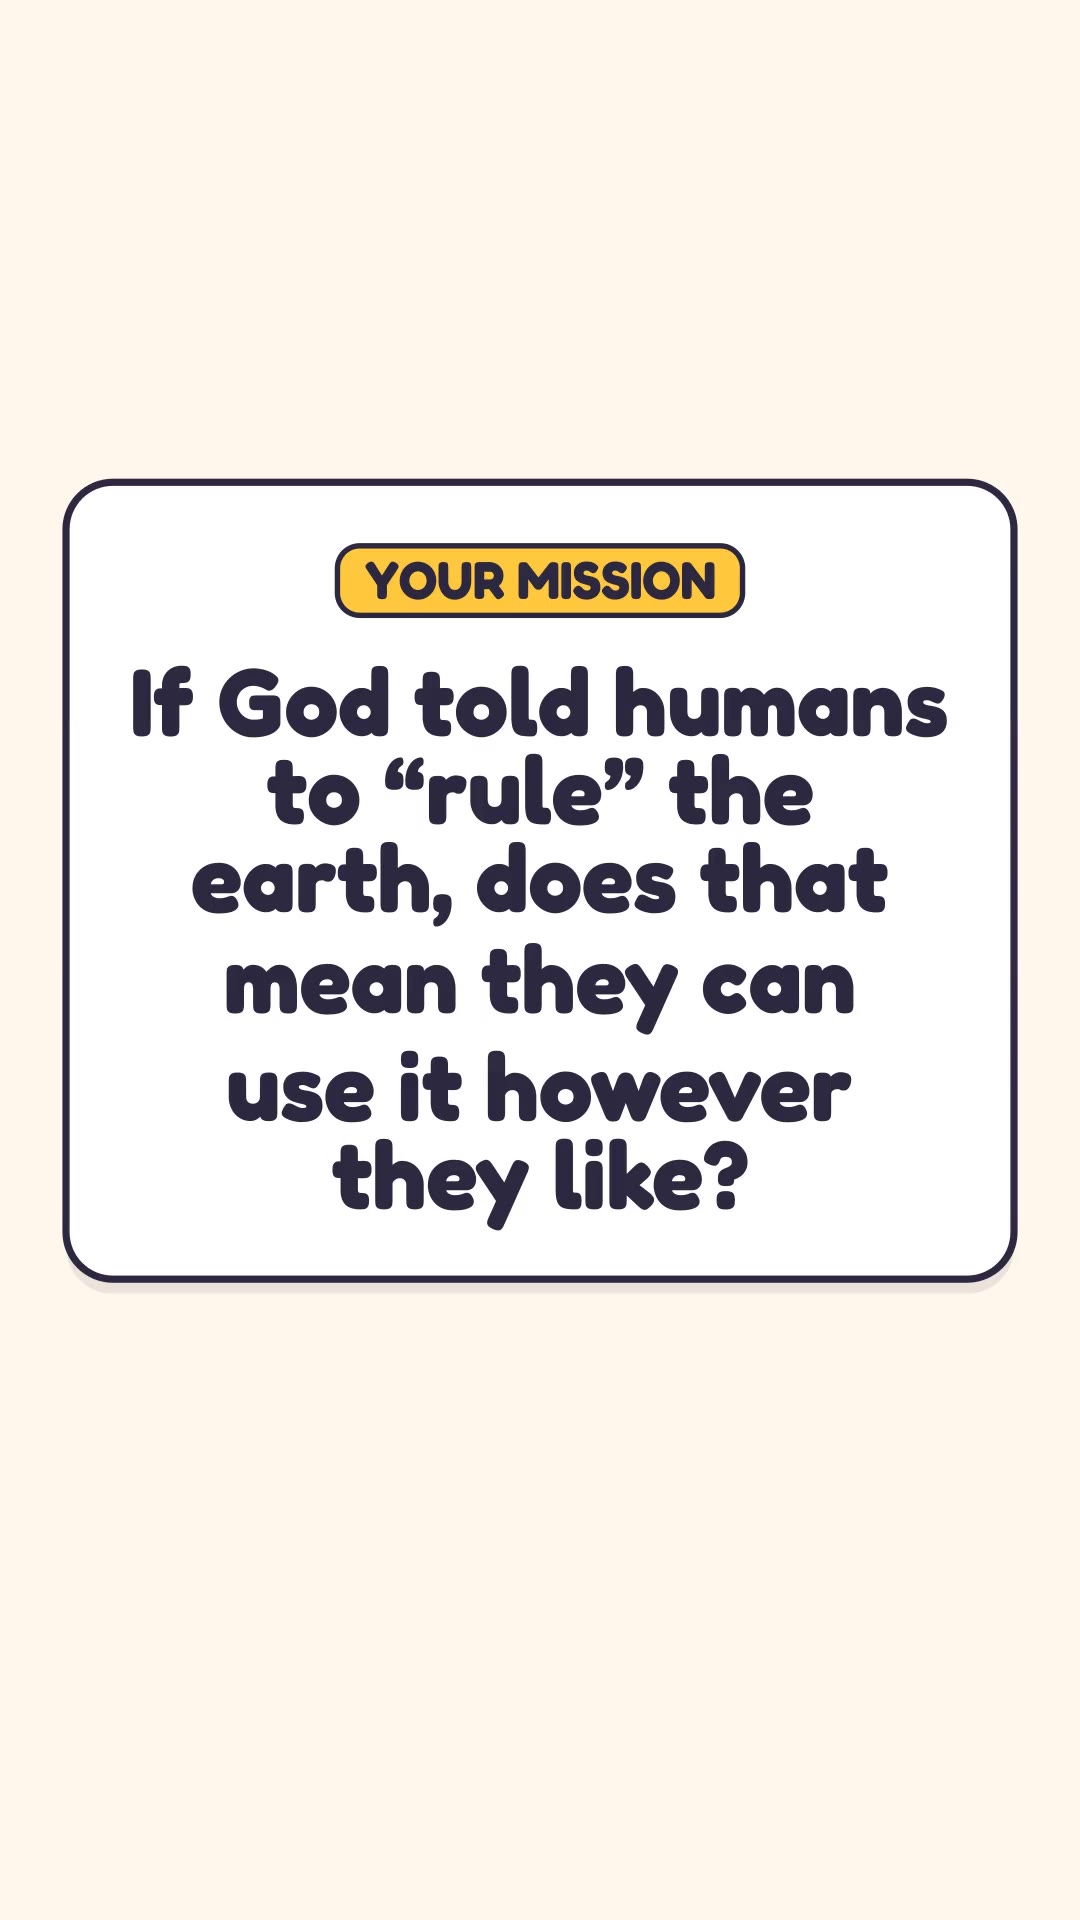 YOUR MISSION
If God told humans
to “rule” the
earth, does that
mean they can
use it however
they like?